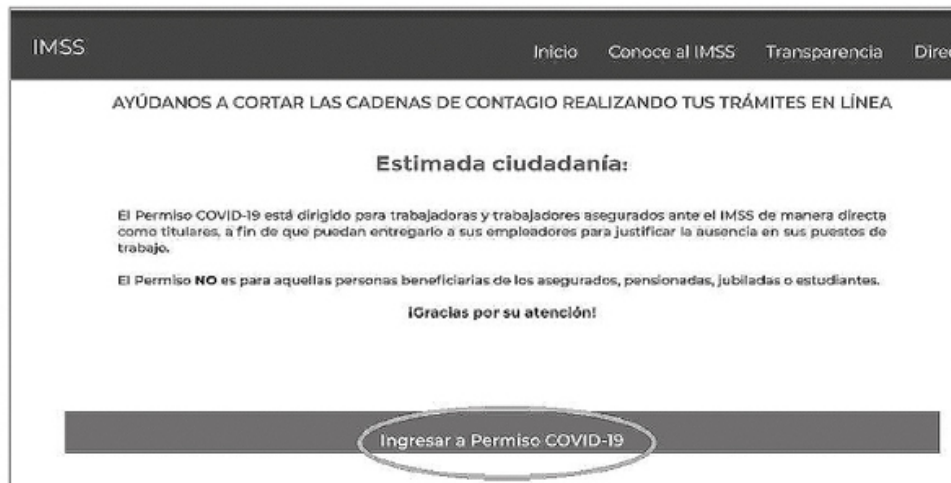 IMSS
Inicio Conoce al IMSS Transparencia Direc
AYÚDANOS A CORTAR LAS CADENAS DE CONTAGIO REALIZANDO TUS TRÁMITES EN LÍNEA
Estimada ciudadanía:
El Permiso COVID-19 está dirigido para trabajadoras y trabajadores asegurados ante el IMSS de manera directa
como titulares, a fin de que puedan entregarlo a sus empleadores para justificar la ausencia en sus puestos de
trabajo.
El Permiso NO es para aquellas personas beneficiarias de los asegurados, pensionadas, jubiladas o estudiantes.
¡Gracias por su atención!
Ingresar a Permiso COVID-19